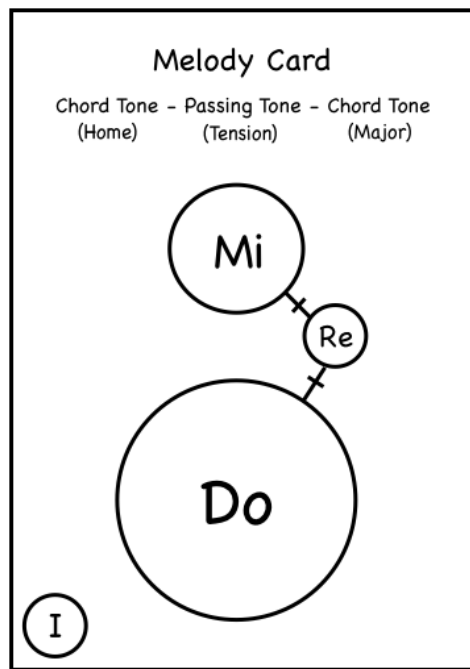 Melody Card
Chord Tone - Passing Tone - Chord Tone
(Home) (Tension) (Major)
Mi
Re
Do
I